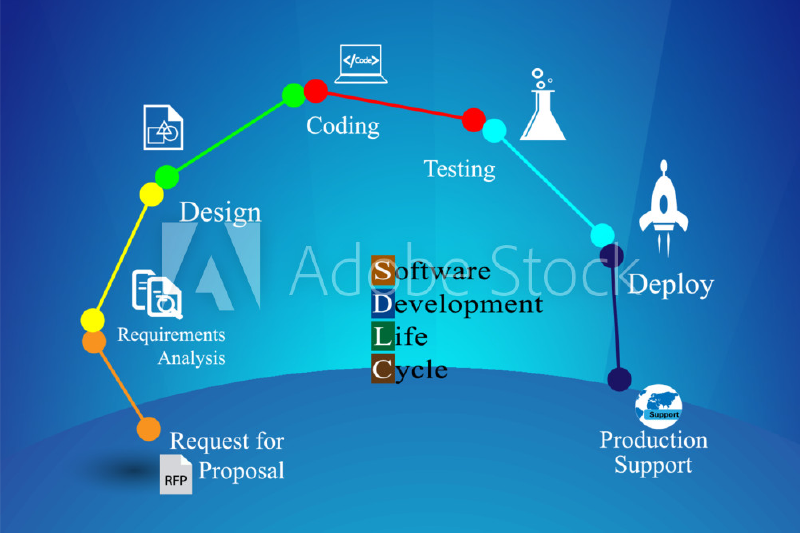 </Code>
Coding
Testing
Design
Deploy
Requirements
Analysis
Software
Development
Life
Cycle
Adobe Stock
Request for
Proposal
RFP
Support
Production
Support